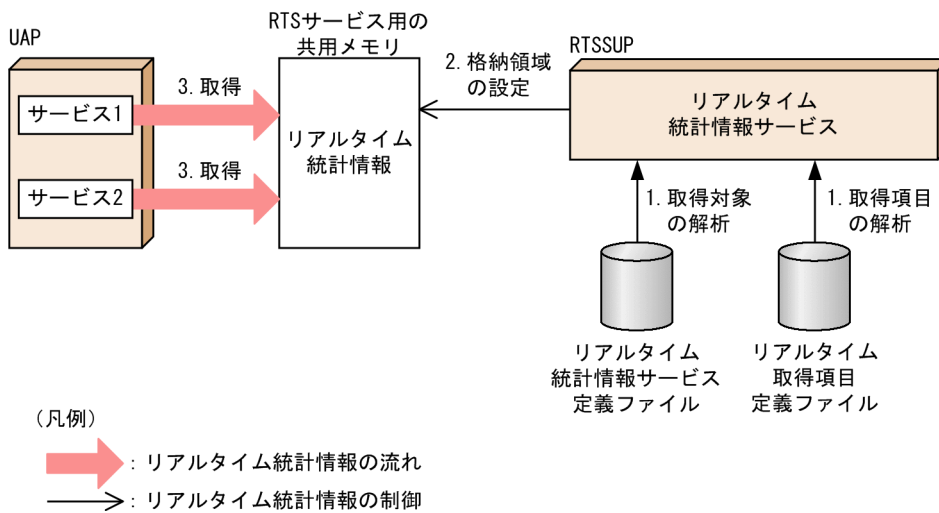 UAP
サービス1
サービス2
3.取得
3.取得
RTSサービス用の
共用メモリ
リアルタイム
統計情報
2.格納領域
の設定
RTSSUP
リアルタイム
統計情報サービス
1.取得対象
の解析
1.取得項目
の解析
リアルタイム
統計情報サービス
定義ファイル
リアルタイム
取得項目
定義ファイル
(凡例)
:リアルタイム統計情報の流れ
:リアルタイム統計情報の制御